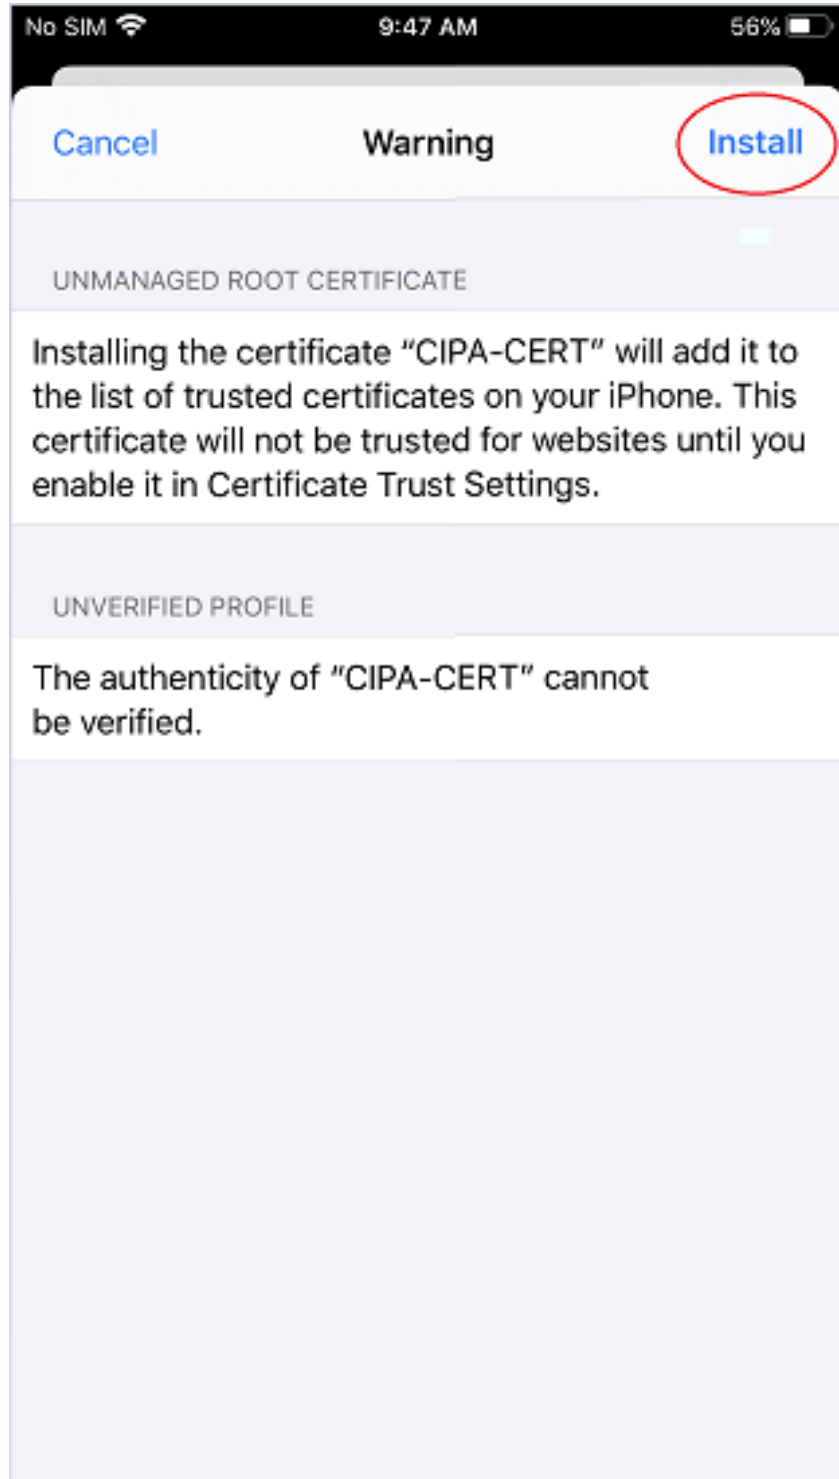 No SIM 9:47 AM 56%
Cancel Warning Install
UNMANAGED ROOT CERTIFICATE
Installing the certificate “CIPA-CERT” will add it to
the list of trusted certificates on your iPhone. This
certificate will not be trusted for websites until you
enable it in Certificate Trust Settings.
UNVERIFIED PROFILE
The authenticity of “CIPA-CERT” cannot
be verified.